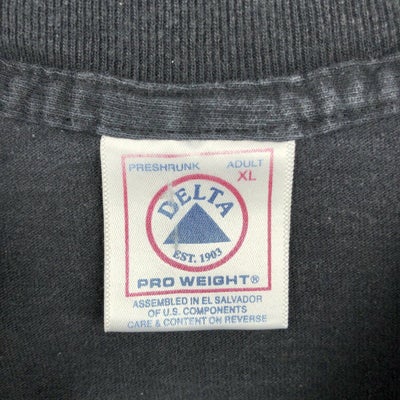 PRESHRUNK ADULT
XL
DELTA
EST. 1903
PRO WEIGHT®
ASSEMBLED IN EL SALVADOR
OF U.S. COMPONENTS
CARE & CONTENT ON REVERSE